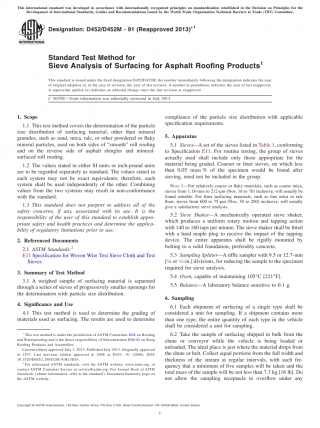 This international standard was developed in accordance with internationally recognized principles on standardization established in the Decision on Principles for the
Development of International Standards, Guides and Recommendations issued by the World Trade Organization Technical Barriers to Trade (TBT) Committee.
Designation: D452/D452M − 91 (Reapproved 2013)ε1
Standard Test Method for
Sieve Analysis of Surfacing for Asphalt Roofing Products1
This standard is issued under the fixed designation D452/D452M; the number immediately following the designation indicates the year
of original adoption or, in the case of revision, the year of last revision. A number in parentheses indicates the year of last reapproval.
A superscript epsilon (ε) indicates an editorial change since the last revision or reapproval.
ε1 NOTE—Units information was editorially corrected in July 2013.
1. Scope
1.1 This test method covers the determination of the particle
size distribution of surfacing material, other than mineral
granules, such as sand, mica, talc, or other powdered or flaky
mineral particles, used on both sides of “smooth” roll roofing
and on the reverse side of asphalt shingles and mineral-
surfaced roll roofing.
1.2 The values stated in either SI units or inch-pound units
are to be regarded separately as standard. The values stated in
each system may not be exact equivalents; therefore, each
system shall be used independently of the other. Combining
values from the two systems may result in non-conformance
with the standard.
1.3 This standard does not purport to address all of the
safety concerns, if any, associated with its use. It is the
responsibility of the user of this standard to establish appro-
priate safety and health practices and determine the applica-
bility of regulatory limitations prior to use.
2. Referenced Documents
2.1 ASTM Standards:2
E11 Specification for Woven Wire Test Sieve Cloth and Test
Sieves
3. Summary of Test Method
3.1 A weighed sample of surfacing material is separated
through a series of sieves of progressively smaller openings for
the determination with particle size distribution.
4. Significance and Use
4.1 This test method is used to determine the grading of
materials used as surfacing. The results are used to determine
1 This test method is under the jurisdiction of ASTM Committee D08 on Roofing
and Waterproofing and is the direct responsibility of Subcommittee D08.02 on Steep
Roofing Products and Assemblies.
Current edition approved July 1, 2013. Published July 2013. Originally approved
in 1937. Last previous edition approved in 2006 as D452 – 91 (2006). DOI:
10.1520/D0452_D0452M-91R13E01.
2 For referenced ASTM standards, visit the ASTM website, www.astm.org, or
contact ASTM Customer Service at service@astm.org. For Annual Book of ASTM
Standards volume information, refer to the standard’s Document Summary page on
the ASTM website.
compliance of the particle size distribution with applicable
specification requirements.
5. Apparatus
5.1 Sieves—A set of the sieves listed in Table 1, conforming
to Specification E11. For routine testing, the group of sieves
actually used shall include only those appropriate for the
material being graded. Coarser or finer sieves, on which less
than 0.05 mass % of the specimen would be found after
sieving, need not be included in the group.
NOTE 1—For relatively coarse or flaky materials, such as coarse mica,
sieves from 1.18-mm to 212-µm (Nos. 16 to 70) inclusive, will usually be
found suitable. For finer surfacing materials, such as fine mica or talc
flour, sieves from 600 to 75-µm (Nos. 30 to 200) inclusive, will usually
give a satisfactory sieve analysis.
5.2 Sieve Shaker—A mechanically operated sieve shaker,
which produces a uniform rotary motion and tapping action
with 140 to 160 taps per minute. The sieve shaker shall be fitted
with a hard maple plug to receive the impact of the tapping
device. The entire apparatus shall be rigidly mounted by
bolting to a solid foundation, preferably concrete.
5.3 Sampling Splitters—A riffle sampler with 8.5 or 12.7-mm
[⅓ or ½-in.] divisions, for reducing the sample to the specimen
required for sieve analysis.
5.4 Oven, capable of maintaining 105°C [221°F].
5.5 Balance—A laboratory balance sensitive to 0.1 g.
6. Sampling
6.1 Each shipment of surfacing of a single type shall be
considered a unit for sampling. If a shipment contains more
than one type, the entire quantity of each type in the vehicle
shall be considered a unit for sampling.
6.2 Take the sample of surfacing shipped in bulk from the
chute or conveyor while the vehicle is being loaded or
unloaded. The ideal place is just where the material drops from
the chute or belt. Collect equal portions from the full width and
thickness of the stream at regular intervals, with such fre-
quency that a minimum of five samples will be taken and the
total mass of the sample will be not less than 7.3 kg [16 lb]. Do
not allow the sampling receptacle to overflow under any
Copyright © ASTM International, 100 Barr Harbor Drive, PO Box C700, West Conshohocken, PA 19428-2959. United States
1